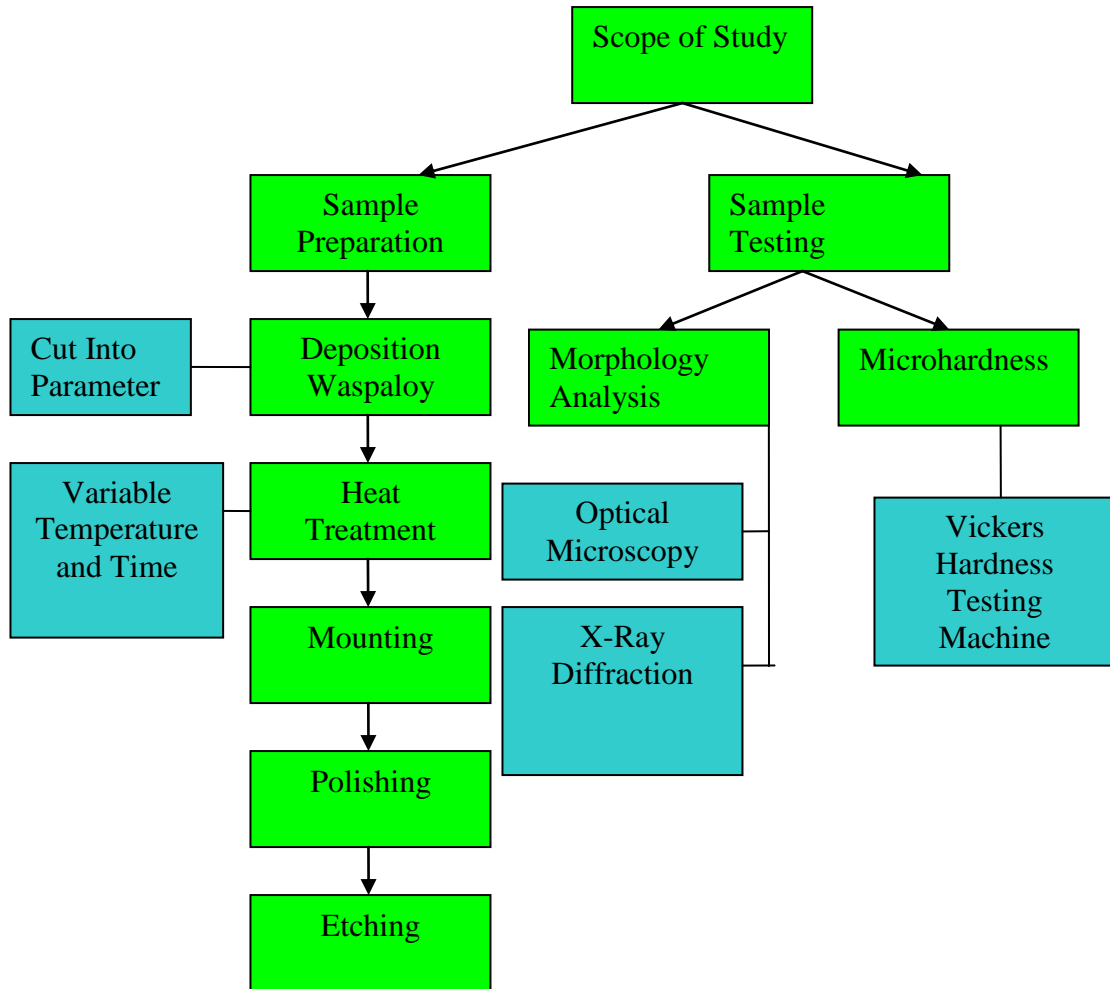 Scope of Study
Sample
Preparation
Sample
Testing
Cut Into
Parameter
Deposition
Waspaloy
Morphology
Analysis
Microhardness
Variable
Temperature
and Time
Heat
Treatment
Optical
Microscopy
Vickers
Hardness
Testing
Machine
Mounting
X-Ray
Diffraction
Polishing
Etching